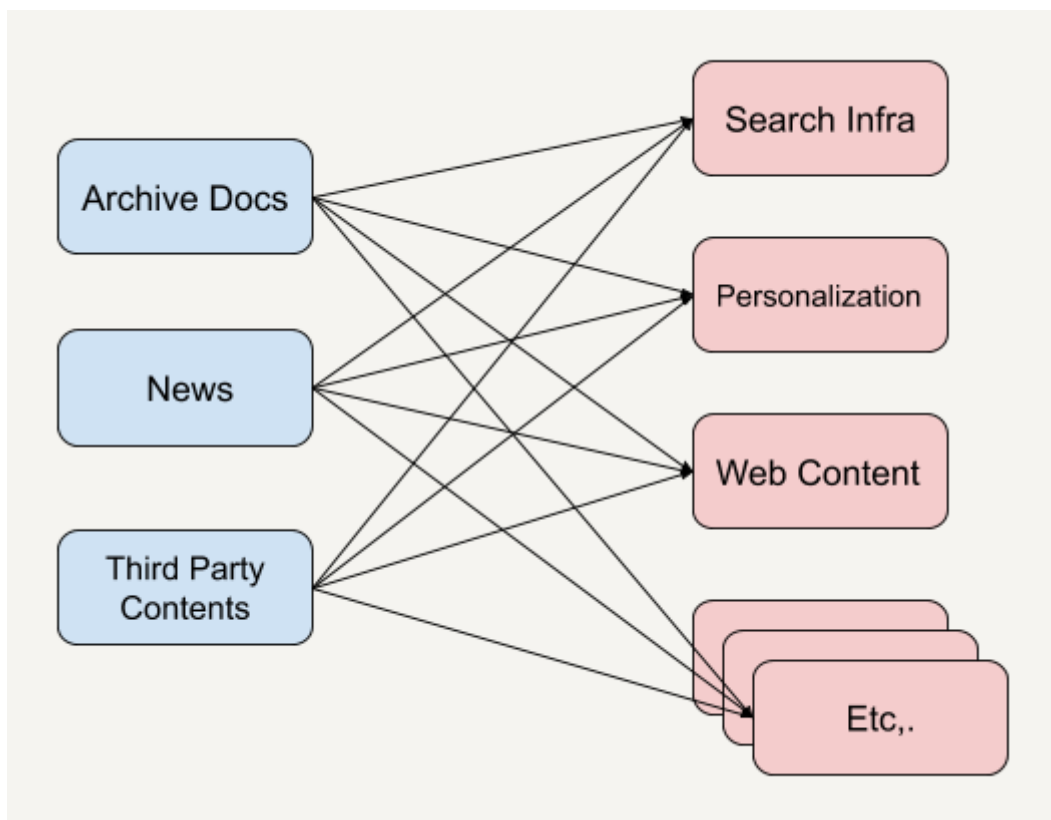 Archive Docs
News
Third Party
Contents
Search Infra
Personalization
Web Content
Etc,.